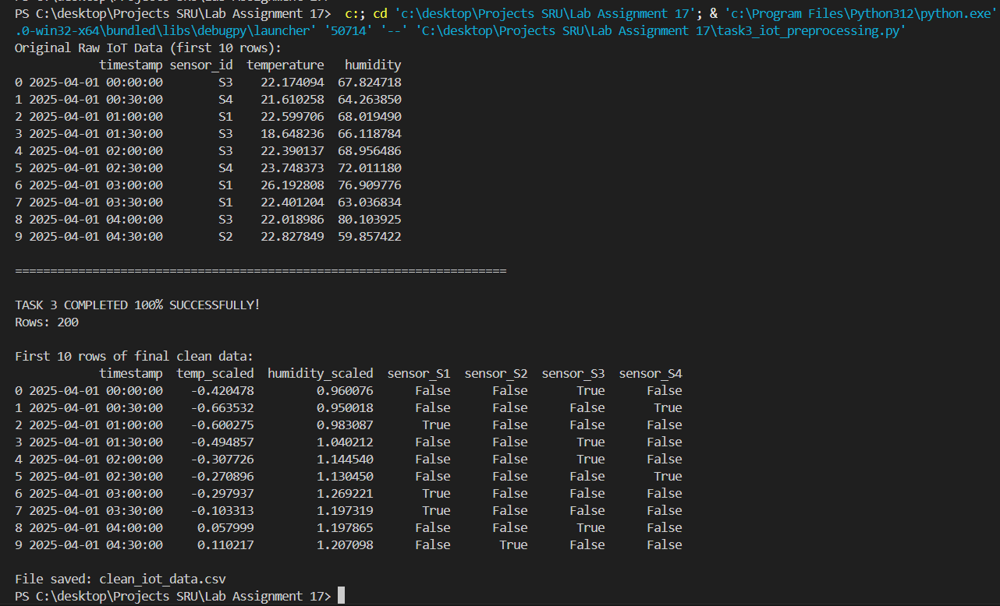 PS C:\desktop\Projects SRU\Lab Assignment 17>  c:; cd 'c:\desktop\Projects SRU\Lab Assignment 17'; & 'c:\Program Files\Python312\python.exe'
.0-win32-x64\bundled\libs\debugpy\launcher' '50714' '--' 'C:\desktop\Projects SRU\Lab Assignment 17\task3_iot_preprocessing.py'
Original Raw IoT Data (first 10 rows):
            timestamp sensor_id  temperature   humidity
0 2025-04-01 00:00:00        S3    22.174094  67.824718
1 2025-04-01 00:30:00        S4    21.610258  64.263850
2 2025-04-01 01:00:00        S1    22.599706  68.019490
3 2025-04-01 01:30:00        S3    18.648236  66.118784
4 2025-04-01 02:00:00        S3    22.390137  68.956486
5 2025-04-01 02:30:00        S4    23.748373  72.011180
6 2025-04-01 03:00:00        S1    26.192808  76.909776
7 2025-04-01 03:30:00        S1    22.401204  63.036834
8 2025-04-01 04:00:00        S3    22.018986  80.103925
9 2025-04-01 04:30:00        S2    22.827849  59.857422
======================================================================
TASK 3 COMPLETED 100% SUCCESSFULLY!
Rows: 200
First 10 rows of final clean data:
            timestamp  temp_scaled  humidity_scaled  sensor_S1  sensor_S2  sensor_S3  sensor_S4
0 2025-04-01 00:00:00    -0.420478         0.960076      False      False       True      False
1 2025-04-01 00:30:00    -0.663532         0.950018      False      False      False       True
2 2025-04-01 01:00:00    -0.600275         0.983087       True      False      False      False
3 2025-04-01 01:30:00    -0.494857         1.040212      False      False       True      False
4 2025-04-01 02:00:00    -0.307726         1.144540      False      False       True      False
5 2025-04-01 02:30:00    -0.270896         1.130450      False      False      False       True
6 2025-04-01 03:00:00    -0.297937         1.269221       True      False      False      False
7 2025-04-01 03:30:00    -0.103313         1.197319       True      False      False      False
8 2025-04-01 04:00:00     0.057999         1.197865      False      False       True      False
9 2025-04-01 04:30:00     0.110217         1.207098      False       True      False      False
File saved: clean_iot_data.csv
PS C:\desktop\Projects SRU\Lab Assignment 17>